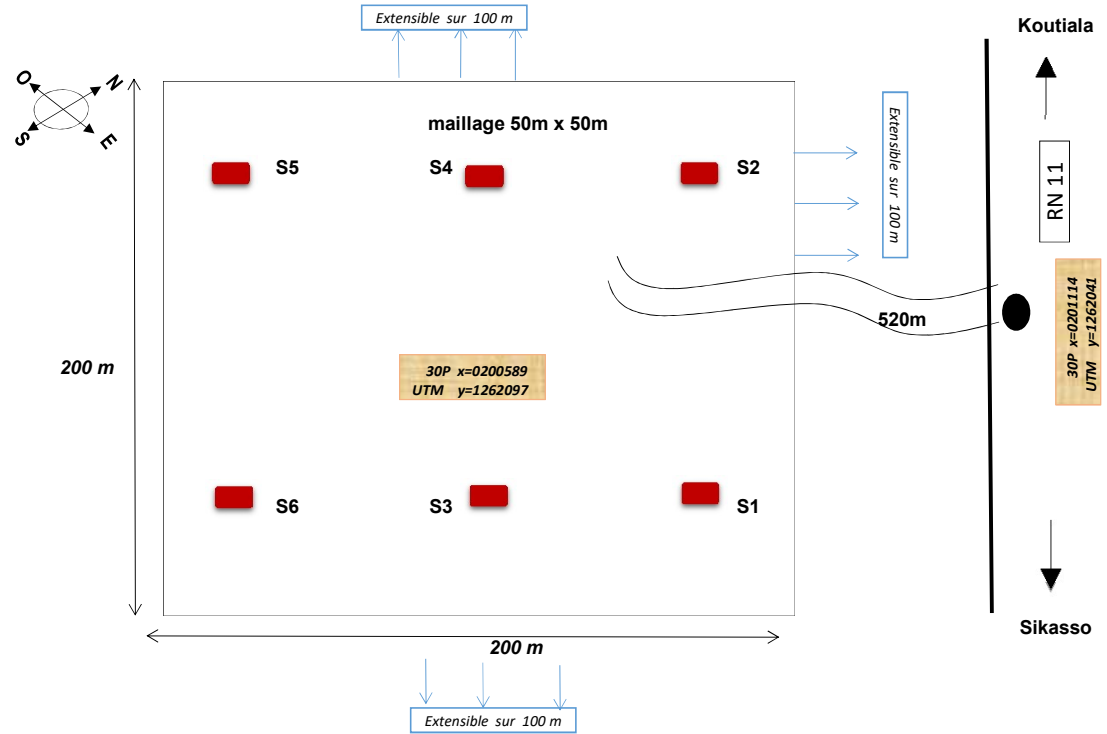 Extensible sur 100 m
Koutiala
O
N
S
E
maillage 50m x 50m
Extensible sur 100 m
RN 11
S5
S4
S2
30P x=0201114
UTM y=1262041
520m
200 m
30P x=0200589
UTM y=1262097
S6
S3
S1
Sikasso
200 m
Extensible sur 100 m